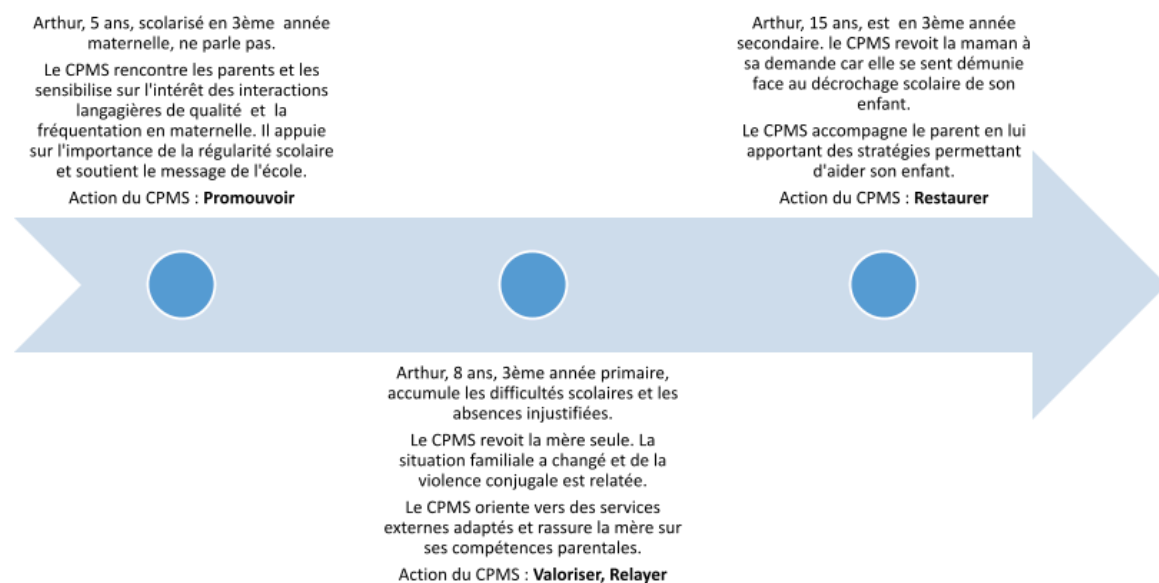 Arthur, 5 ans, scolarisé en 3ème année
maternelle, ne parle pas.
Le CPMS rencontre les parents et les
sensibilise sur l'intérêt des interactions
langagières de qualité et la
fréquentation en maternelle. Il appuie
sur l'importance de la régularité scolaire
et soutient le message de l'école.
Action du CPMS : Promouvoir
Arthur, 8 ans, 3ème année primaire,
accumule les difficultés scolaires et les
absences injustifiées.
Le CPMS revoit la mère seule. La
situation familiale a changé et de la
violence conjugale est relatée.
Le CPMS oriente vers des services
externes adaptés et rassure la mère sur
ses compétences parentales.
Action du CPMS : Valoriser, Relayer
Arthur, 15 ans, est en 3ème année
secondaire. le CPMS revoit la maman à
sa demande car elle se sent démunie
face au décrochage scolaire de son
enfant.
Le CPMS accompagne le parent en lui
apportant des stratégies permettant
d'aider son enfant.
Action du CPMS : Restaurer